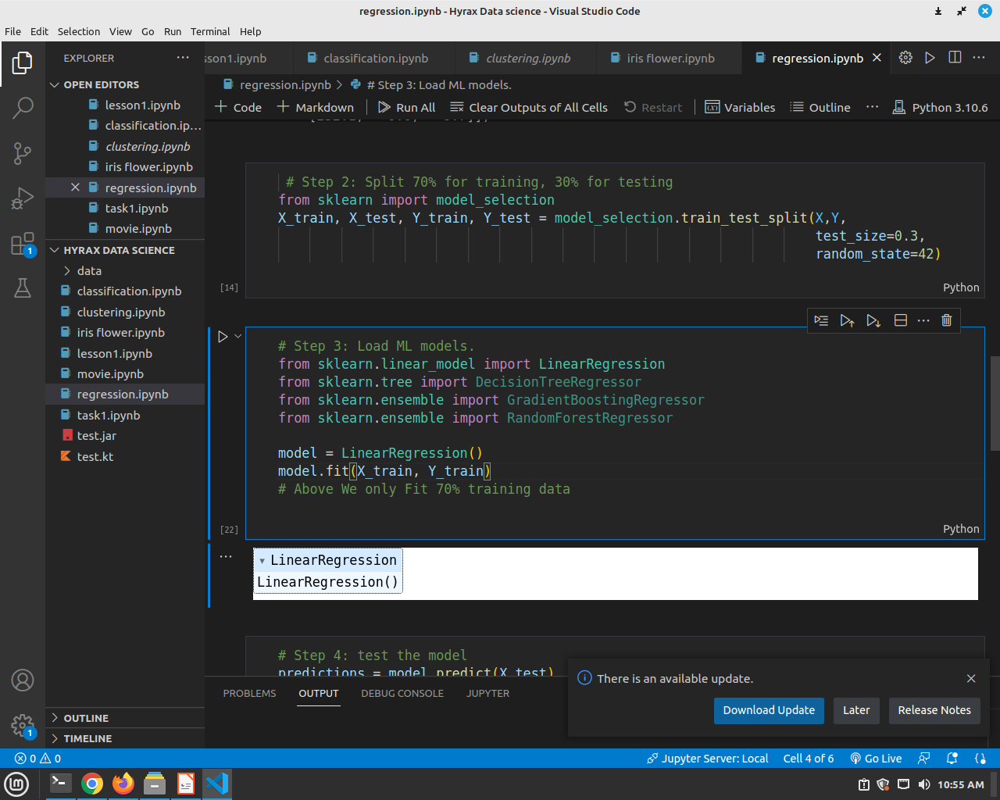 regression.ipynb - Hyrax Data science - Visual Studio Code
File Edit Selection View Go Run Terminal Help
EXPLORER
OPEN EDITORS
lesson1.ipynb
classification.ip...
clustering.ipynb
iris flower.ipynb
regression.ipynb
task1.ipynb
movie.ipynb
HYRAX DATA SCIENCE
data
classification.ipynb
clustering.ipynb
iris flower.ipynb
lesson1.ipynb
movie.ipynb
regression.ipynb
task1.ipynb
test.jar
test.kt
OUTLINE
TIMELINE
sson1.ipynb classification.ipynb clustering.ipynb iris flower.ipynb regression.ipynb
regression.ipynb > # Step 3: Load ML models.
+ Code + Markdown Run All Clear Outputs of All Cells Restart Variables Outline ... Python 3.10.6
# Step 2: Split 70% for training, 30% for testing
from sklearn import model_selection
X_train, X_test, Y_train, Y_test = model_selection.train_test_split(X,Y,
test_size=0.3,
random_state=42)
[14] Python
# Step 3: Load ML models.
from sklearn.linear_model import LinearRegression
from sklearn.tree import DecisionTreeRegressor
from sklearn.ensemble import GradientBoostingRegressor
from sklearn.ensemble import RandomForestRegressor
model = LinearRegression()
model.fit(X_train, Y_train)
# Above We only Fit 70% training data
[22] Python
LinearRegression
LinearRegression()
# Step 4: test the model
predictions = model.predict(X_test)
PROBLEMS OUTPUT DEBUG CONSOLE JUPYTER
There is an available update.
Download Update Later Release Notes
1
1
0 0 Jupyter Server: Local Cell 4 of 6 Go Live
10:55 AM